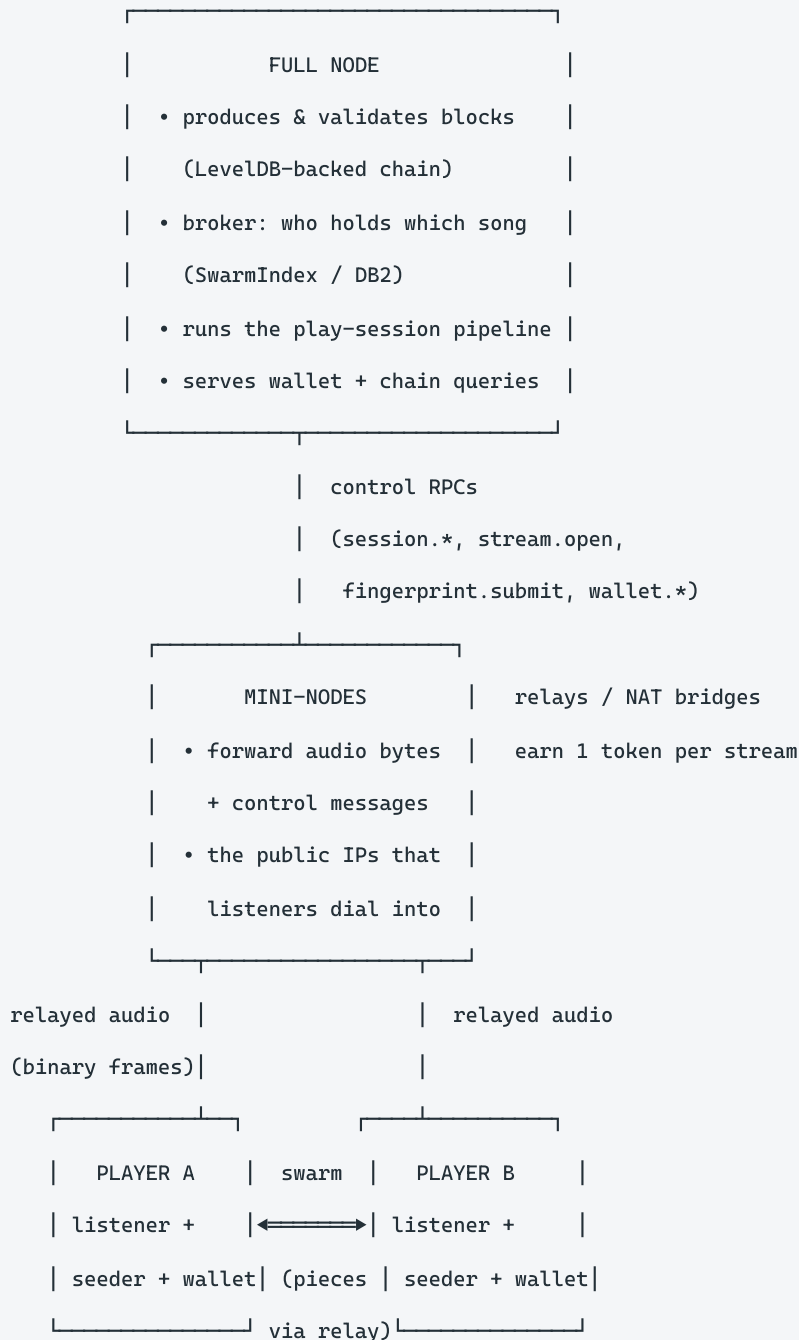 FULL NODE
• produces & validates blocks
(LevelDB-backed chain)
• broker: who holds which song
(SwarmIndex / DB2)
• runs the play-session pipeline
• serves wallet + chain queries
control RPCs
(session.*, stream.open,
fingerprint.submit, wallet.*)
MINI-NODES relays / NAT bridges
• forward audio bytes earn 1 token per stream
+ control messages
• the public IPs that
listeners dial into
relayed audio relayed audio
(binary frames)
PLAYER A swarm PLAYER B
listener + listener +
seeder + wallet (pieces seeder + wallet
via relay)